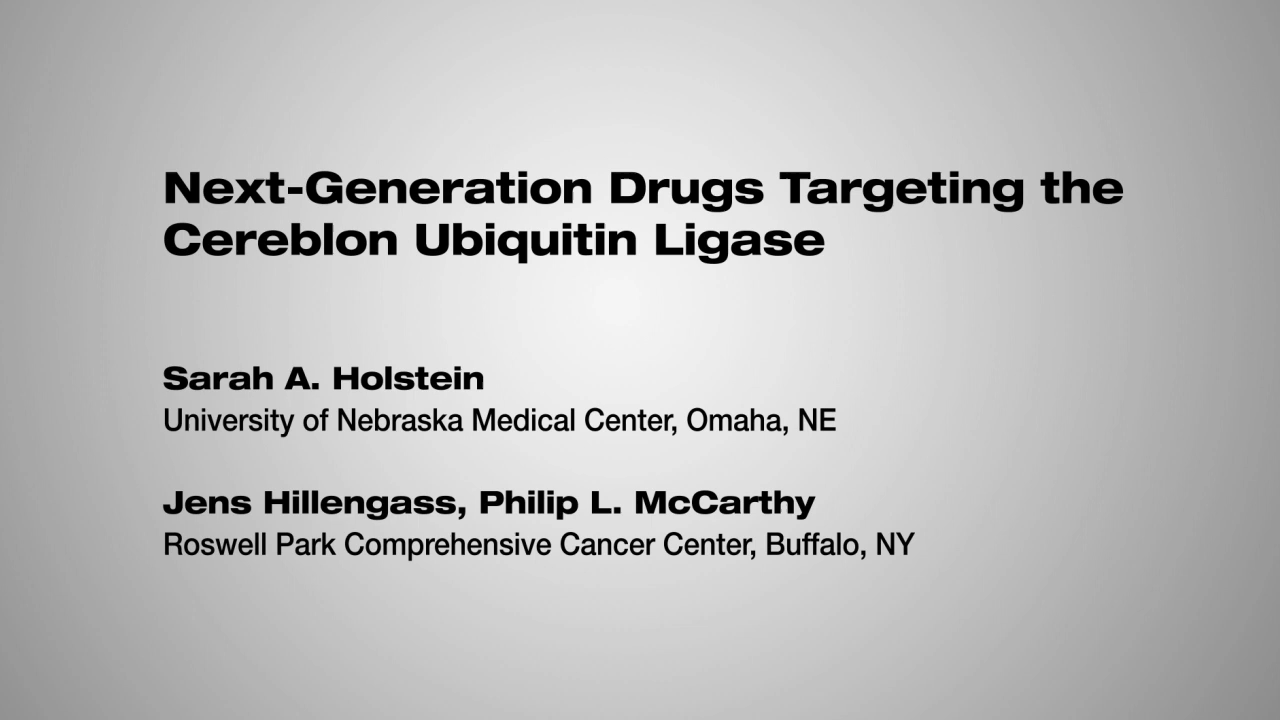 Next-Generation Drugs Targeting the
Cereblon Ubiquitin Ligase
Sarah A. Holstein
University of Nebraska Medical Center, Omaha, NE
Jens Hillengass, Philip L. McCarthy
Roswell Park Comprehensive Cancer Center, Buffalo, NY